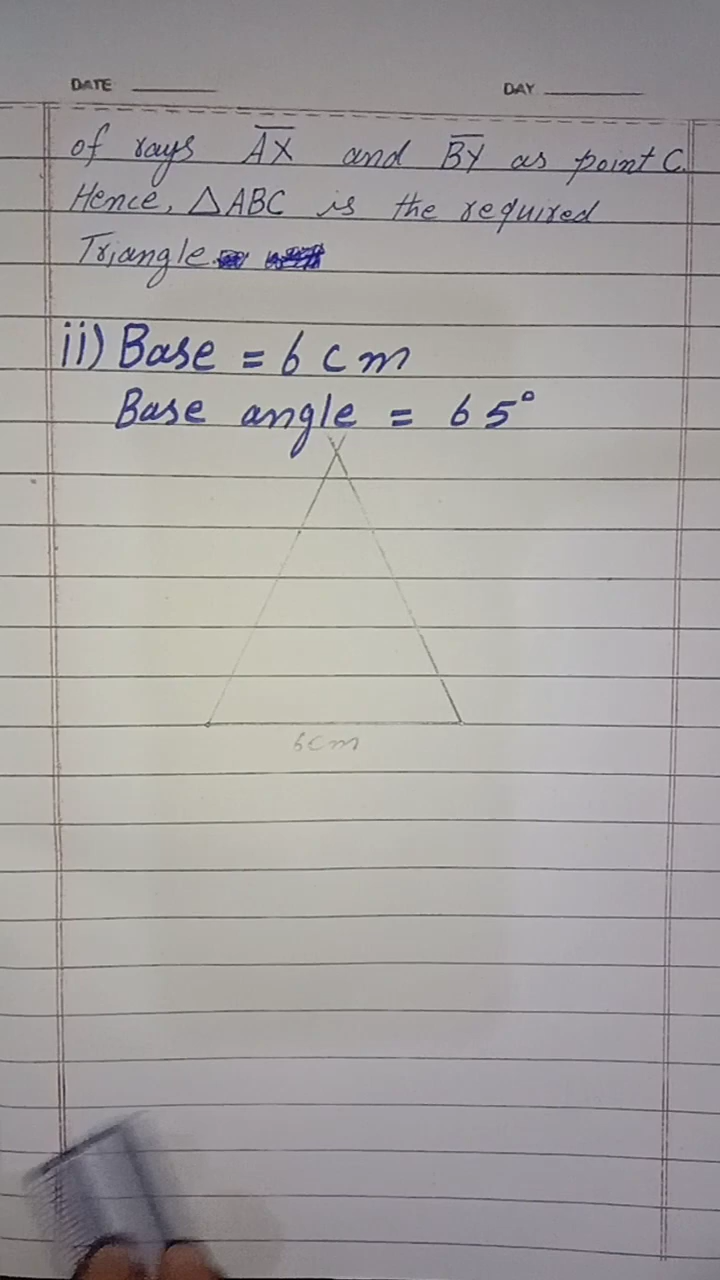 DATE DAY
of rays AX and BY as point C.
Hence, △ABC is the required
Triangle
ii) Base = 6 cm
Base angle = 65°
6cm